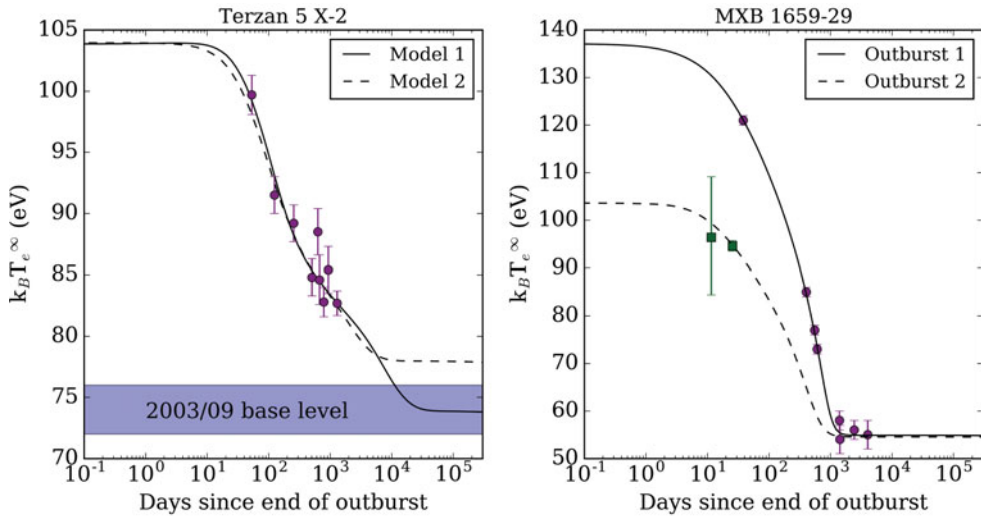 Terzan 5 X-2
105
100
95
90
85
80
75
70
k_B T_e^∞ (eV)
Model 1
Model 2
2003/09 base level
10^-1 10^0 10^1 10^2 10^3 10^4 10^5
Days since end of outburst
MXB 1659-29
140
130
120
110
100
90
80
70
60
50
k_B T_e^∞ (eV)
Outburst 1
Outburst 2
10^-1 10^0 10^1 10^2 10^3 10^4 10^5
Days since end of outburst